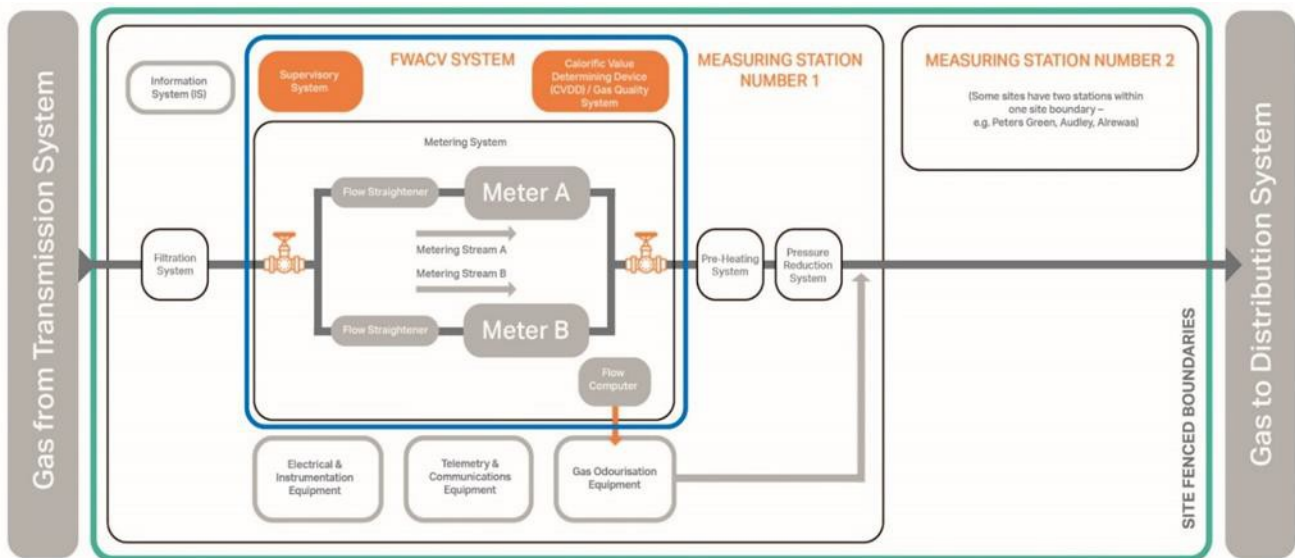 Gas from Transmission System
Information
System (IS)
Supervisory
System
FWACV SYSTEM
Calorific Value
Determining Device
(CVDD) / Gas Quality
System
MEASURING STATION
NUMBER 1
MEASURING STATION NUMBER 2
(Some sites have two stations within
one site boundary –
e.g. Peters Green, Audley, Alrewas)
Metering System
Flow Straightener
Meter A
Metering Stream A
Filtration
System
Metering Stream B
Flow Straightener
Meter B
Pre-Heating
System
Pressure
Reduction
System
Flow
Computer
Electrical &
Instrumentation
Equipment
Telemetry &
Communications
Equipment
Gas Odourisation
Equipment
SITE FENCED BOUNDARIES
Gas to Distribution System